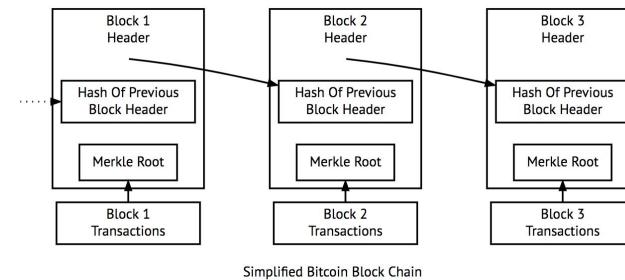 Block 1
Header
Hash Of Previous
Block Header
Merkle Root
Block 1
Transactions
Block 2
Header
Hash Of Previous
Block Header
Merkle Root
Block 2
Transactions
Block 3
Header
Hash Of Previous
Block Header
Merkle Root
Block 3
Transactions
Simplified Bitcoin Block Chain